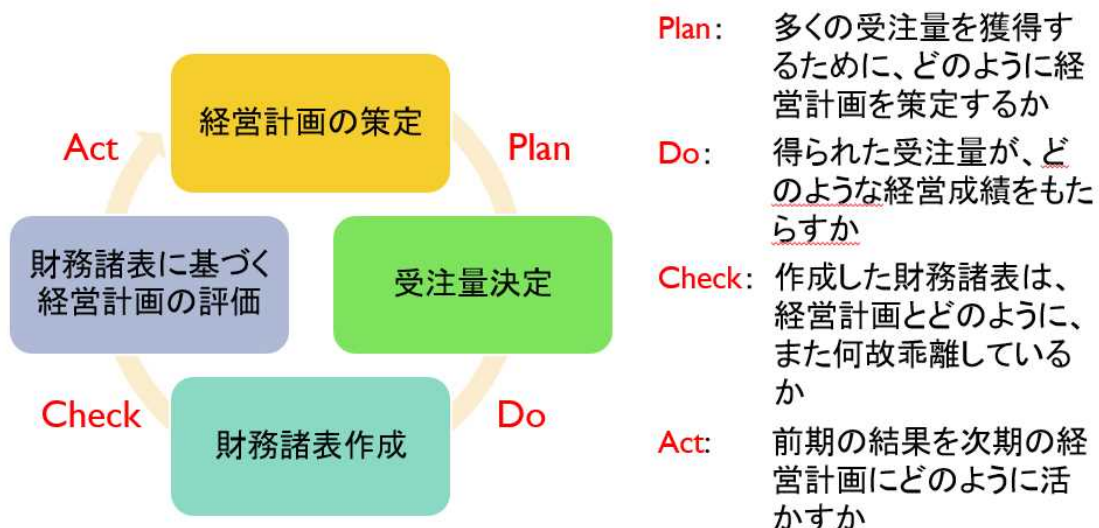 経営計画の策定
Act
Plan
財務諸表に基づく
経営計画の評価
受注量決定
Check
Do
財務諸表作成
Plan： 多くの受注量を獲得す
るために、どのように経
営計画を策定するか
Do： 得られた受注量が、ど
のような経営成績をもた
らすか
Check： 作成した財務諸表は、
経営計画とどのように、
また何故乖離している
か
Act: 前期の結果を次期の経
営計画にどのように活
かすか